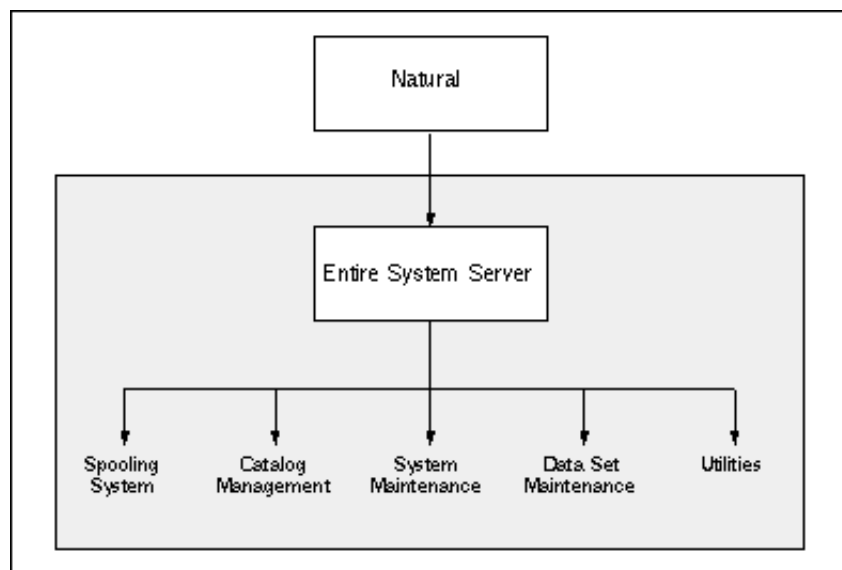 Natural
Entire System Server
Spooling
System
Catalog
Management
System
Maintenance
Data Set
Maintenance
Utilities